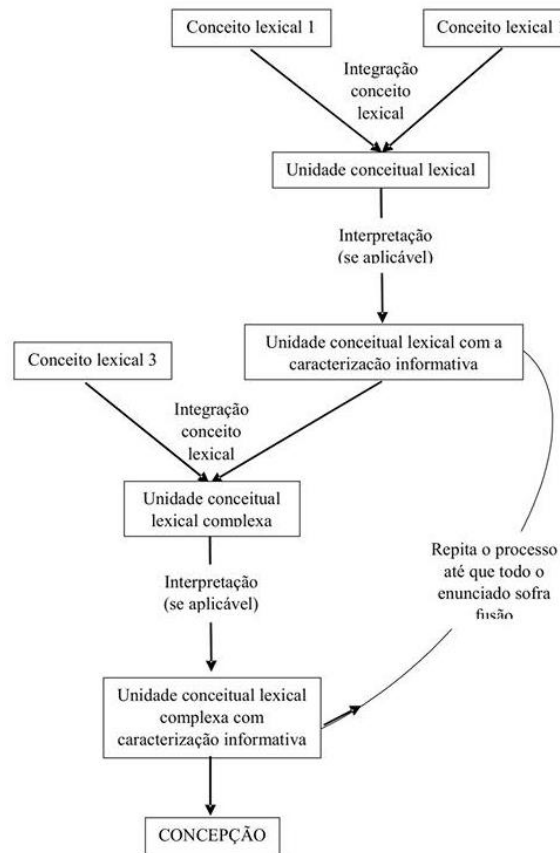 Conceito lexical 1
Conceito lexical 1
Integração
conceito
lexical
Unidade conceitual lexical
Interpretação
(se aplicável)
Unidade conceitual lexical com a
caracterização informativa
Conceito lexical 3
Integração
conceito
lexical
Unidade conceitual
lexical complexa
Repita o processo
até que todo o
enunciado sofra
fusão
Interpretação
(se aplicável)
Unidade conceitual lexical
complexa com
caracterização informativa
CONCEPÇÃO